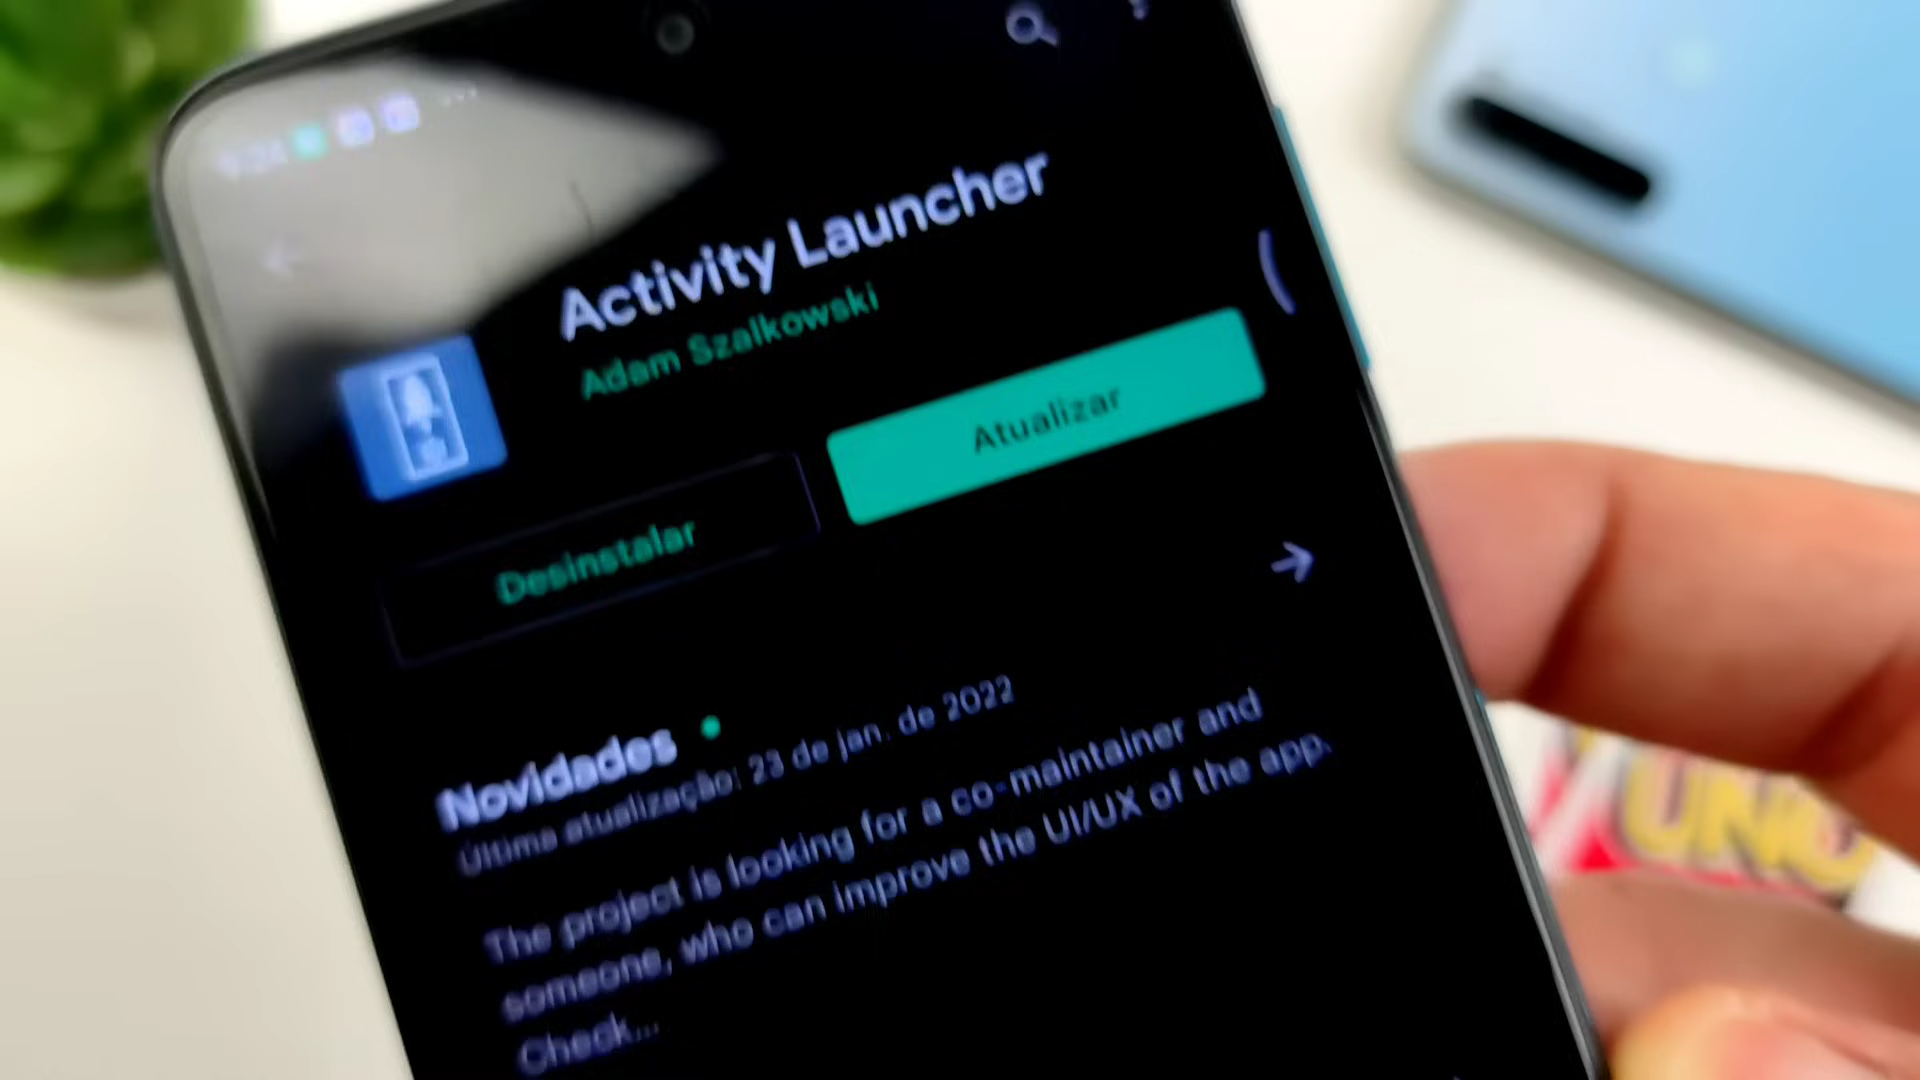 Activity Launcher
Adam Szalkowski
Atualizar
Desinstalar
Novidades
Última atualização: 23 de jan. de 2022
The project is looking for a co-maintainer and
someone, who can improve the UI/UX of the app.
Check...
UNO